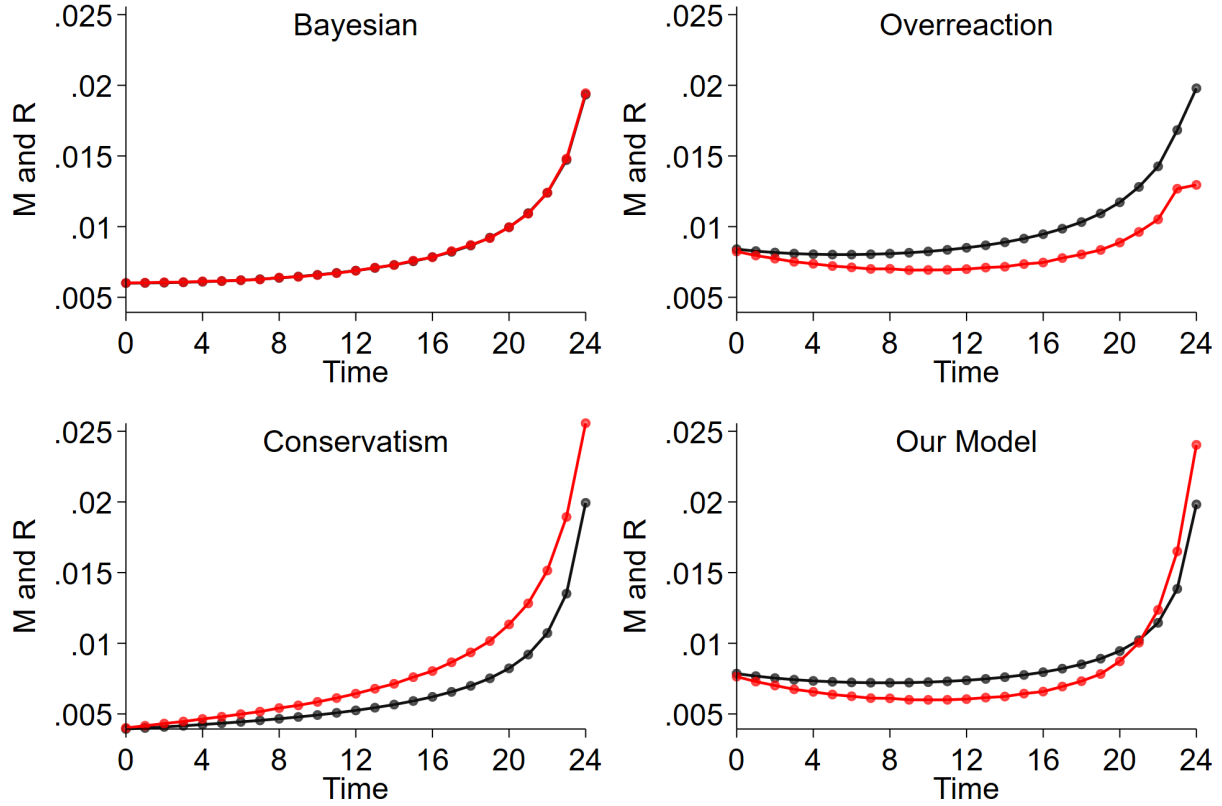 Bayesian
M and R
.025
.02
.015
.01
.005
0 4 8 12 16 20 24
Time
Overreaction
M and R
.025
.02
.015
.01
.005
0 4 8 12 16 20 24
Time
Conservatism
M and R
.025
.02
.015
.01
.005
0 4 8 12 16 20 24
Time
Our Model
M and R
.025
.02
.015
.01
.005
0 4 8 12 16 20 24
Time